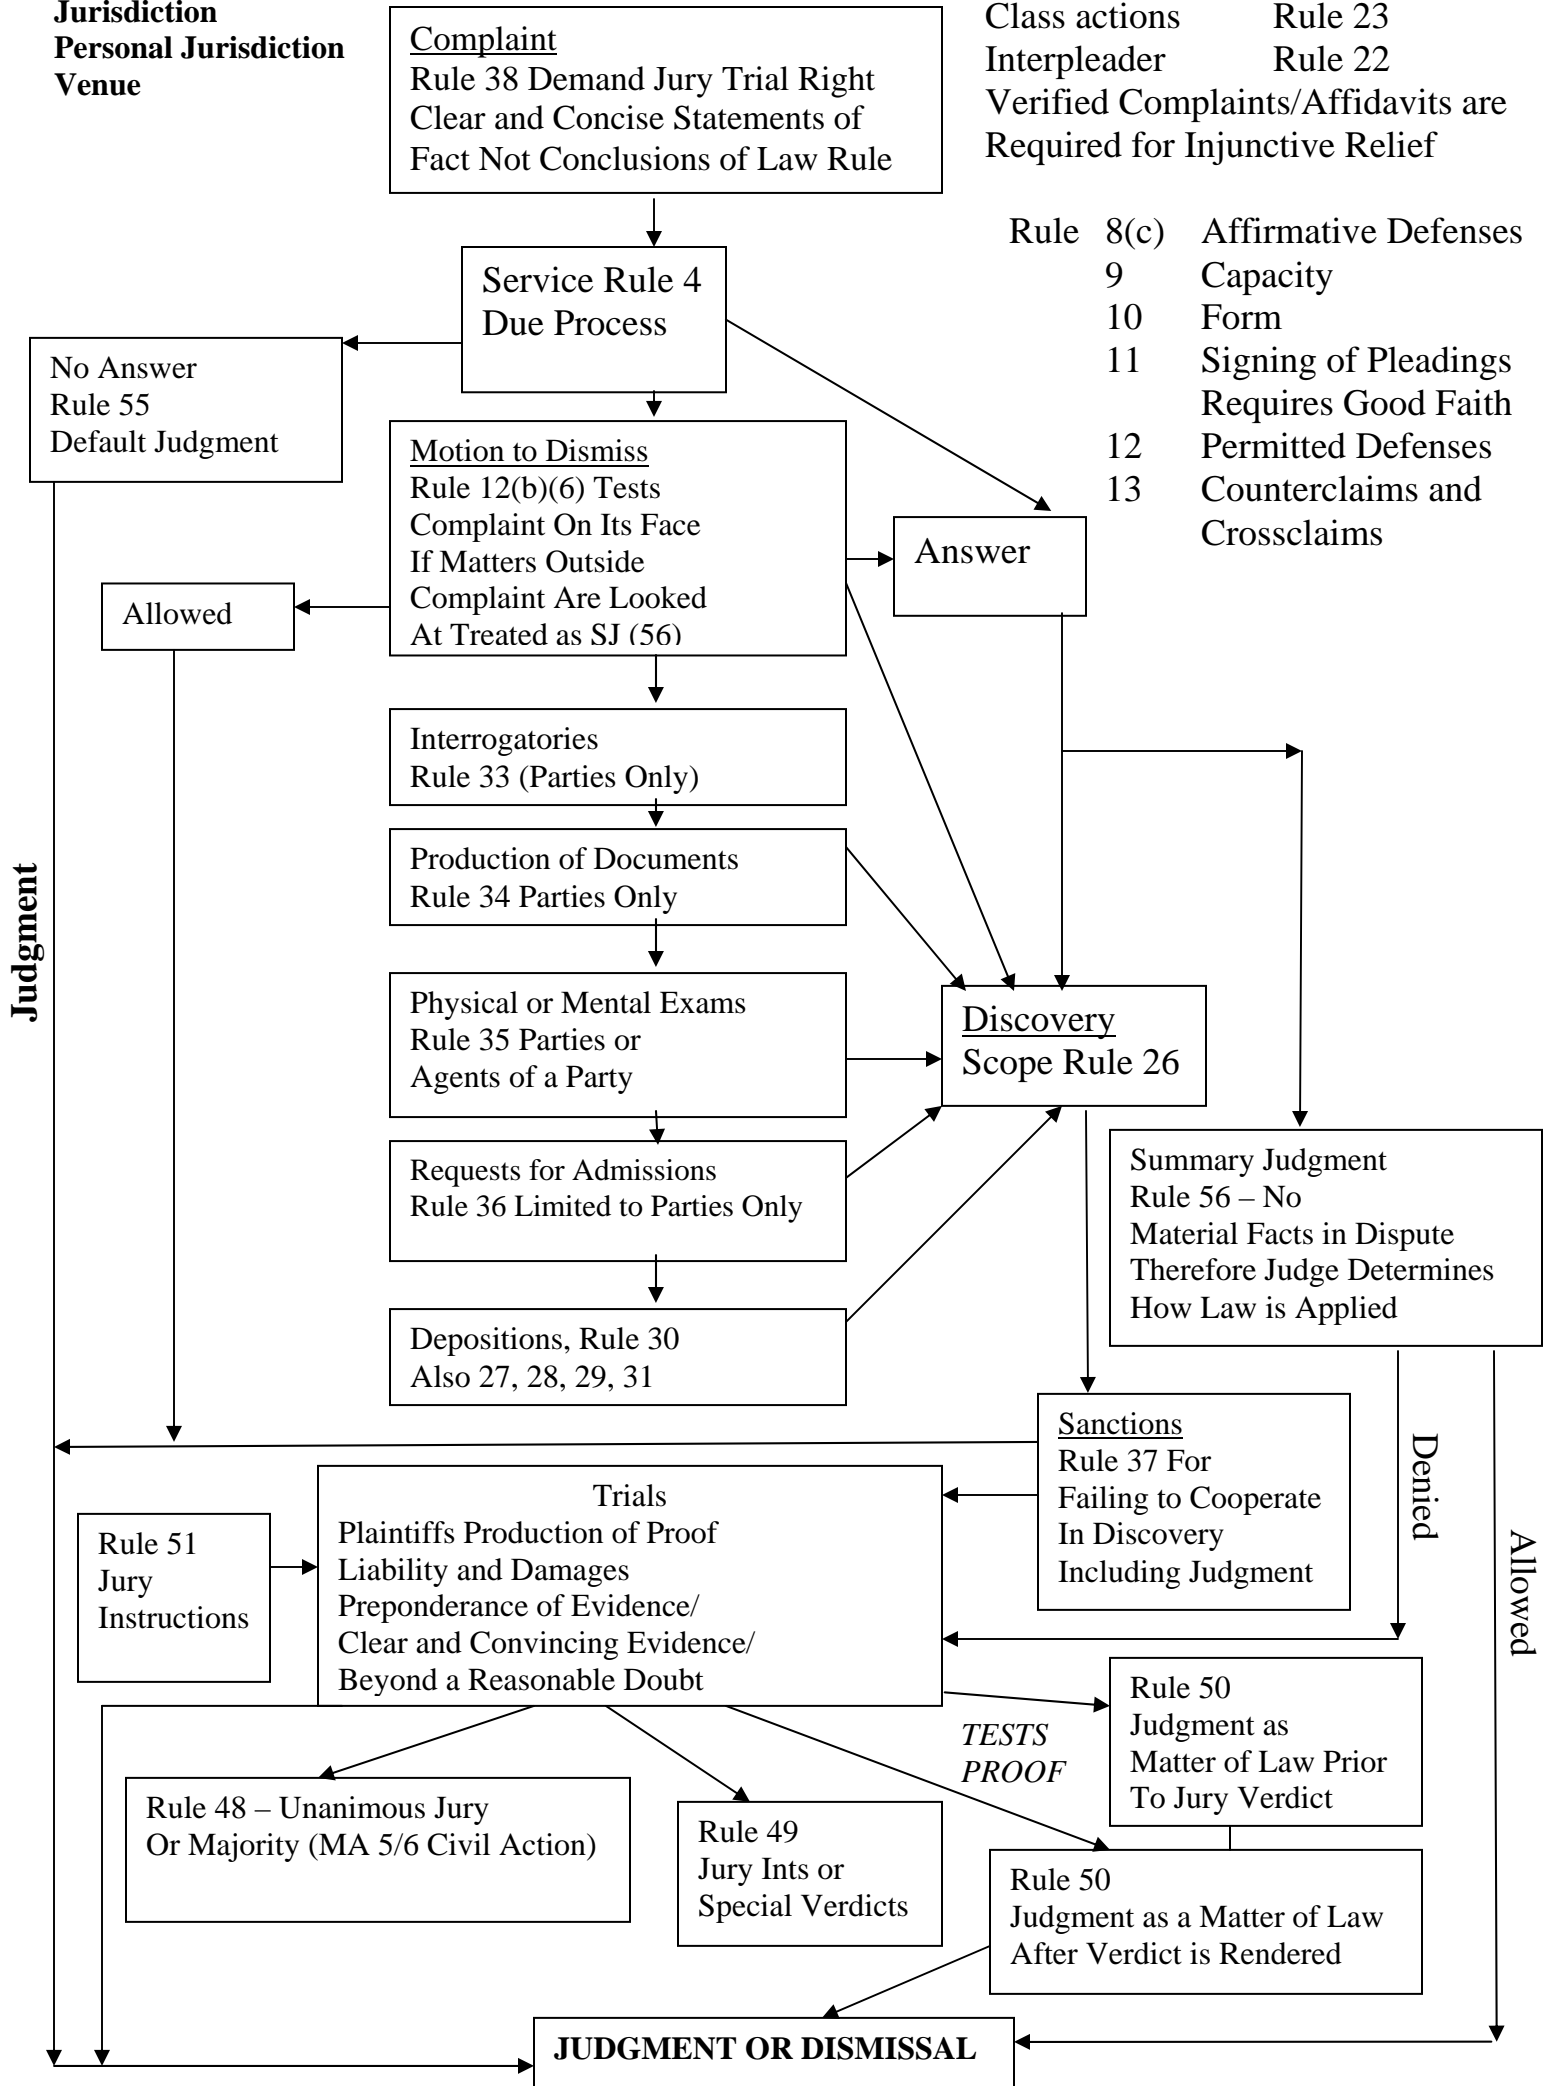 Jurisdiction
Personal Jurisdiction
Venue
Complaint
Rule 38 Demand Jury Trial Right
Clear and Concise Statements of
Fact Not Conclusions of Law Rule
Class actions Rule 23
Interpleader Rule 22
Verified Complaints/Affidavits are
Required for Injunctive Relief
Rule 8(c) Affirmative Defenses
9 Capacity
10 Form
11 Signing of Pleadings
Requires Good Faith
12 Permitted Defenses
13 Counterclaims and
Crossclaims
Service Rule 4
Due Process
No Answer
Rule 55
Default Judgment
Motion to Dismiss
Rule 12(b)(6) Tests
Complaint On Its Face
If Matters Outside
Complaint Are Looked
At Treated as SJ (56)
Answer
Allowed
Interrogatories
Rule 33 (Parties Only)
Production of Documents
Rule 34 Parties Only
Judgment
Physical or Mental Exams
Rule 35 Parties or
Agents of a Party
Discovery
Scope Rule 26
Requests for Admissions
Rule 36 Limited to Parties Only
Summary Judgment
Rule 56 – No
Material Facts in Dispute
Therefore Judge Determines
How Law is Applied
Depositions, Rule 30
Also 27, 28, 29, 31
Sanctions
Rule 37 For
Failing to Cooperate
In Discovery
Including Judgment
Denied
Allowed
Rule 51
Jury
Instructions
Trials
Plaintiffs Production of Proof
Liability and Damages
Preponderance of Evidence/
Clear and Convincing Evidence/
Beyond a Reasonable Doubt
TESTS
PROOF
Rule 50
Judgment as
Matter of Law Prior
To Jury Verdict
Rule 48 – Unanimous Jury
Or Majority (MA 5/6 Civil Action)
Rule 49
Jury Ints or
Special Verdicts
Rule 50
Judgment as a Matter of Law
After Verdict is Rendered
JUDGMENT OR DISMISSAL